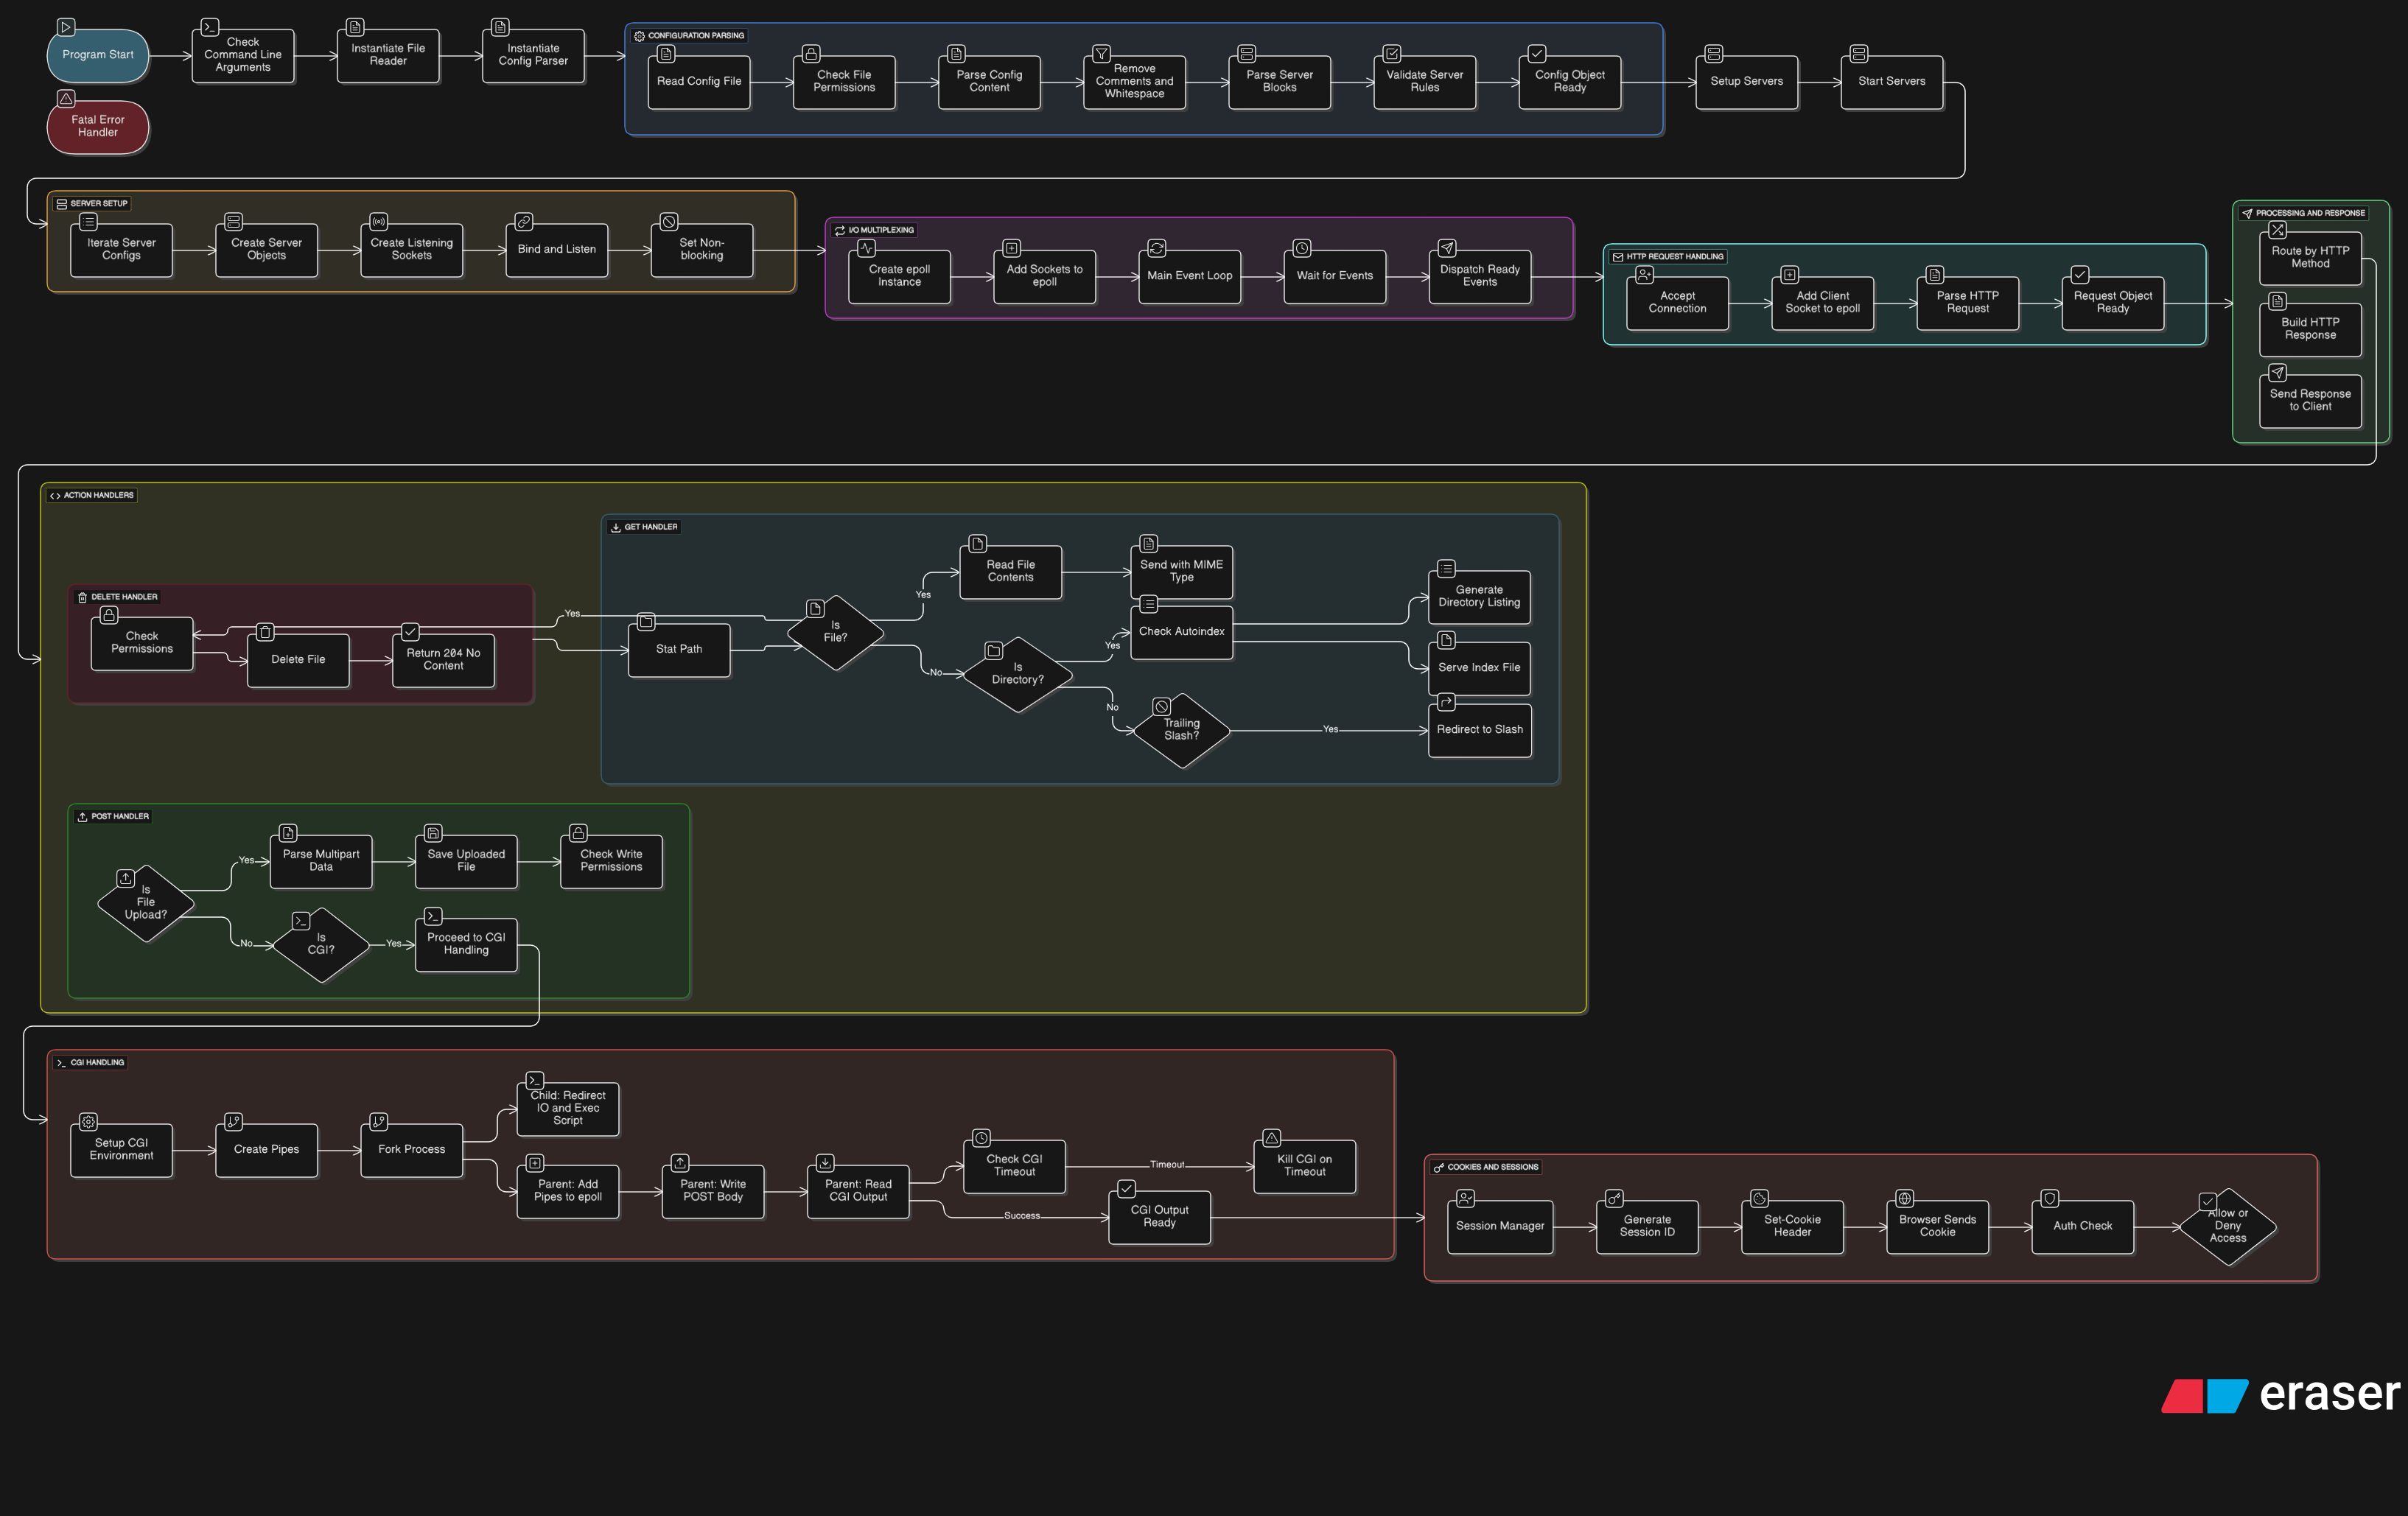 Program Start
Check
Command Line
Arguments
Instantiate File
Reader
Instantiate
Config Parser
CONFIGURATION PARSING
Read Config File
Check File
Permissions
Parse Config
Content
Remove
Comments and
Whitespace
Parse Server
Blocks
Validate Server
Rules
Config Object
Ready
Setup Servers
Start Servers
Fatal Error
Handler
SERVER SETUP
Iterate Server
Configs
Create Server
Objects
Create Listening
Sockets
Bind and Listen
Set Non-
blocking
I/O MULTIPLEXING
Create epoll
Instance
Add Sockets to
epoll
Main Event Loop
Wait for Events
Dispatch Ready
Events
HTTP REQUEST HANDLING
Accept
Connection
Add Client
Socket to epoll
Parse HTTP
Request
Request Object
Ready
PROCESSING AND RESPONSE
Route by HTTP
Method
Build HTTP
Response
Send Response
to Client
ACTION HANDLERS
DELETE HANDLER
Check
Permissions
Delete File
Return 204 No
Content
Yes
GET HANDLER
Stat Path
Is
File?
Yes
Read File
Contents
Send with MIME
Type
No
Is
Directory?
Yes
Check Autoindex
Generate
Directory Listing
Serve Index File
No
Trailing
Slash?
Yes
Redirect to Slash
POST HANDLER
Is
File
Upload?
Yes
Parse Multipart
Data
Save Uploaded
File
Check Write
Permissions
No
Is
CGI?
Yes
Proceed to CGI
Handling
CGI HANDLING
Setup CGI
Environment
Create Pipes
Fork Process
Child: Redirect
IO and Exec
Script
Parent: Add
Pipes to epoll
Parent: Write
POST Body
Parent: Read
CGI Output
Check CGI
Timeout
Timeout
Kill CGI on
Timeout
Success
CGI Output
Ready
COOKIES AND SESSIONS
Session Manager
Generate
Session ID
Set-Cookie
Header
Browser Sends
Cookie
Auth Check
Allow or
Deny
Access
eraser